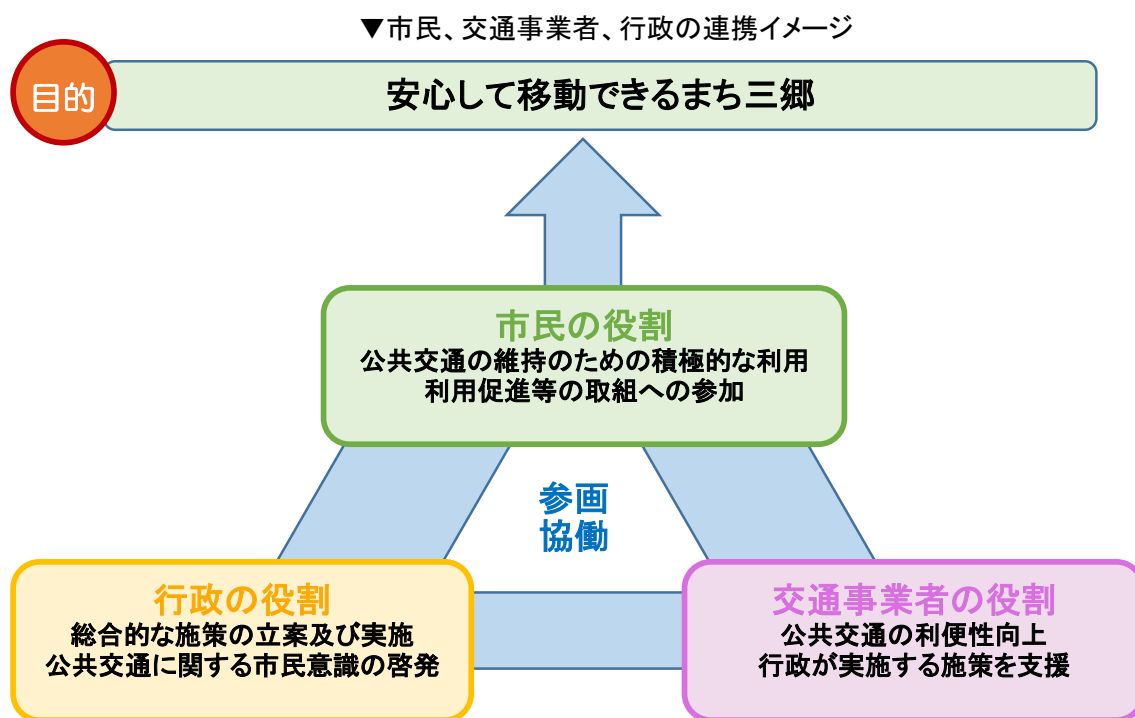 ▼市民、交通事業者、行政の連携イメージ
目的
安心して移動できるまち三郷
市民の役割
公共交通の維持のための積極的な利用
利用促進等の取組への参加
参画
協働
行政の役割
総合的な施策の立案及び実施
公共交通に関する市民意識の啓発
交通事業者の役割
公共交通の利便性向上
行政が実施する施策を支援